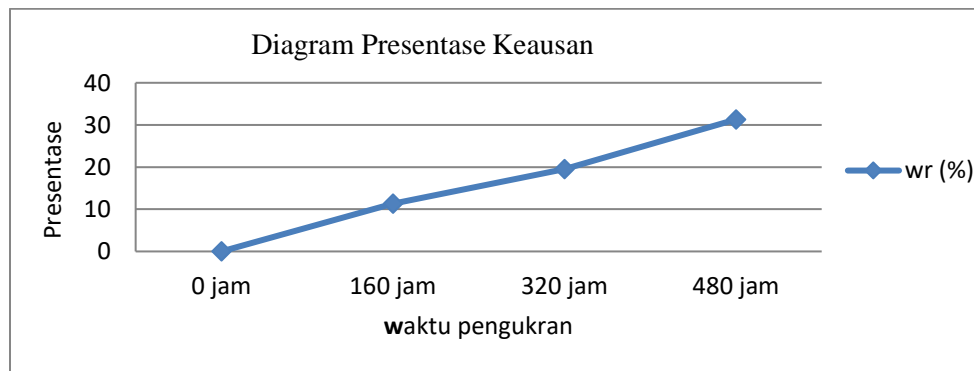 Diagram Presentase Keausan
Presentase
40
30
20
10
0
0 jam 160 jam 320 jam 480 jam
waktu pengukran
wr (%)